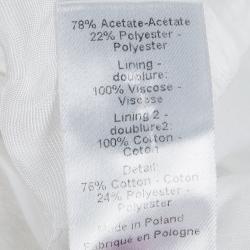 78% Acetate-Acetate
22% Polyester -
Polyester
Lining -
doublure:
100% Viscose -
Viscose
Lining 2 -
doublure2:
100% Cotton -
Coton
Detail:
76% Cotton - Coton
24% Polyester -
Polyester
Made in Poland
Fabriqué en Pologne